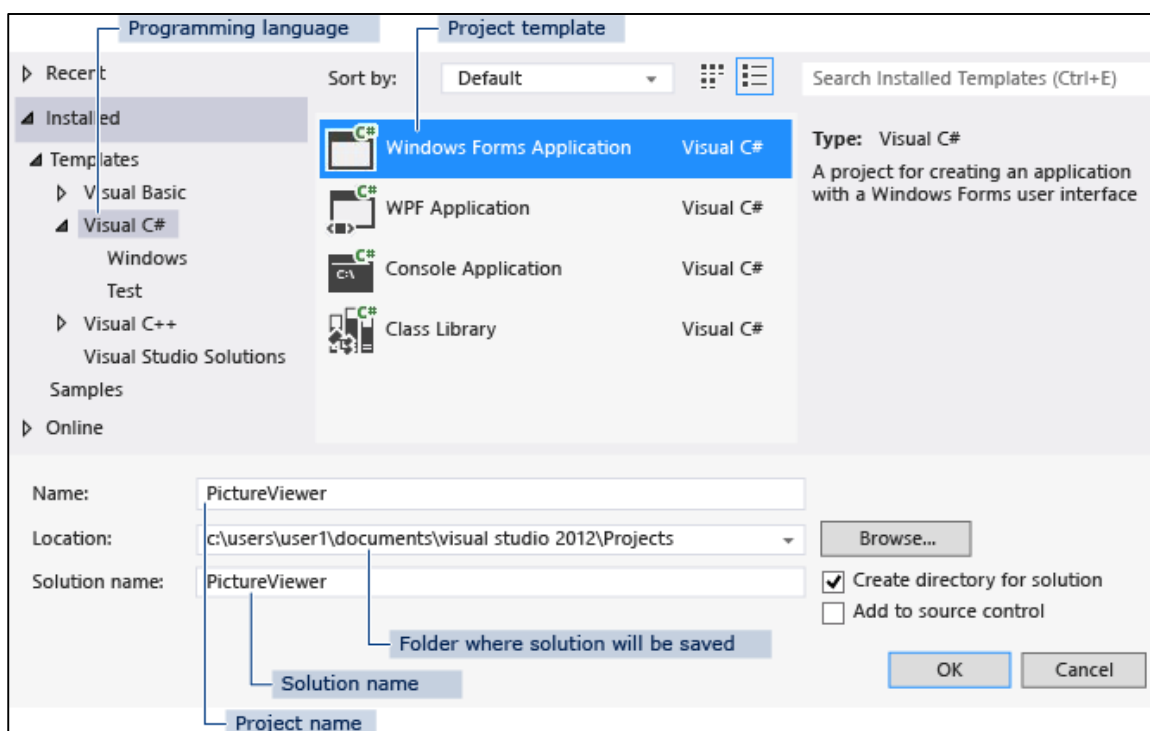 Programming language
Project template
Recent
Sort by:
Default
Search Installed Templates (Ctrl+E)
Installed
C#
Windows Forms Application
Visual C#
Type: Visual C#
A project for creating an application
with a Windows Forms user interface
Templates
Visual Basic
C#
WPF Application
Visual C#
Visual C#
Windows
C#
C:\
Console Application
Visual C#
Test
Visual C++
C#
Class Library
Visual C#
Visual Studio Solutions
Samples
Online
Name:
PictureViewer
Location:
c:\users\user1\documents\visual studio 2012\Projects
Browse...
Solution name:
PictureViewer
Create directory for solution
Add to source control
Folder where solution will be saved
OK
Cancel
Solution name
Project name